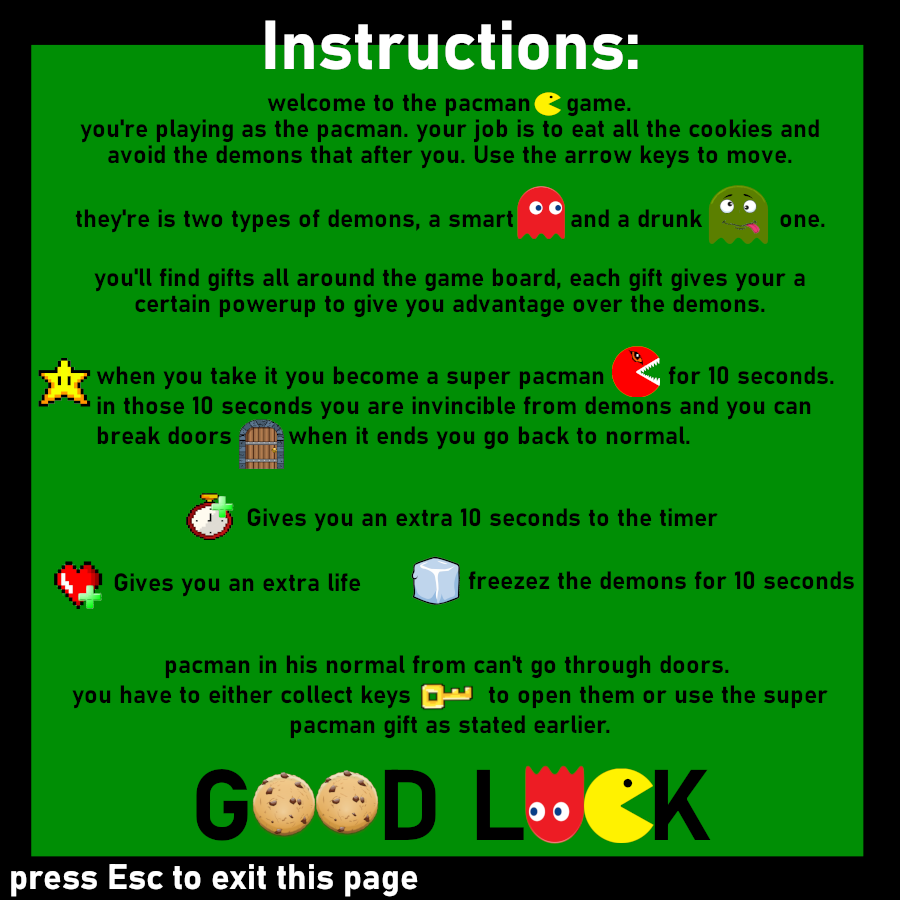 Instructions:
welcome to the pacman game.
you're playing as the pacman. your job is to eat all the cookies and
avoid the demons that after you. Use the arrow keys to move.
they're is two types of demons, a smart and a drunk one.
you'll find gifts all around the game board, each gift gives your a
certain powerup to give you advantage over the demons.
when you take it you become a super pacman for 10 seconds.
in those 10 seconds you are invincible from demons and you can
break doors when it ends you go back to normal.
Gives you an extra 10 seconds to the timer
Gives you an extra life
freezez the demons for 10 seconds
pacman in his normal from can't go through doors.
you have to either collect keys to open them or use the super
pacman gift as stated earlier.
GOOD LUCK
press Esc to exit this page